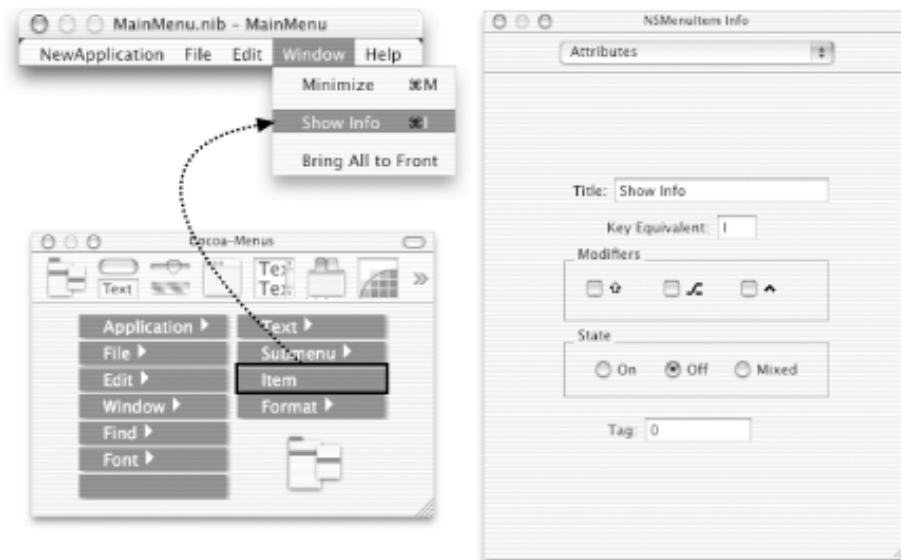 MainMenu.nib – MainMenu
NewApplication File Edit Window Help
Minimize ⌘M
Show Info ⌘I
Bring All to Front
Cocoa-Menus
Text
Application
File
Edit
Window
Find
Font
Text
Submenu
Item
Format
NSMenuItem Info
Attributes
Title: Show Info
Key Equivalent: I
Modifiers
State
On Off Mixed
Tag: 0